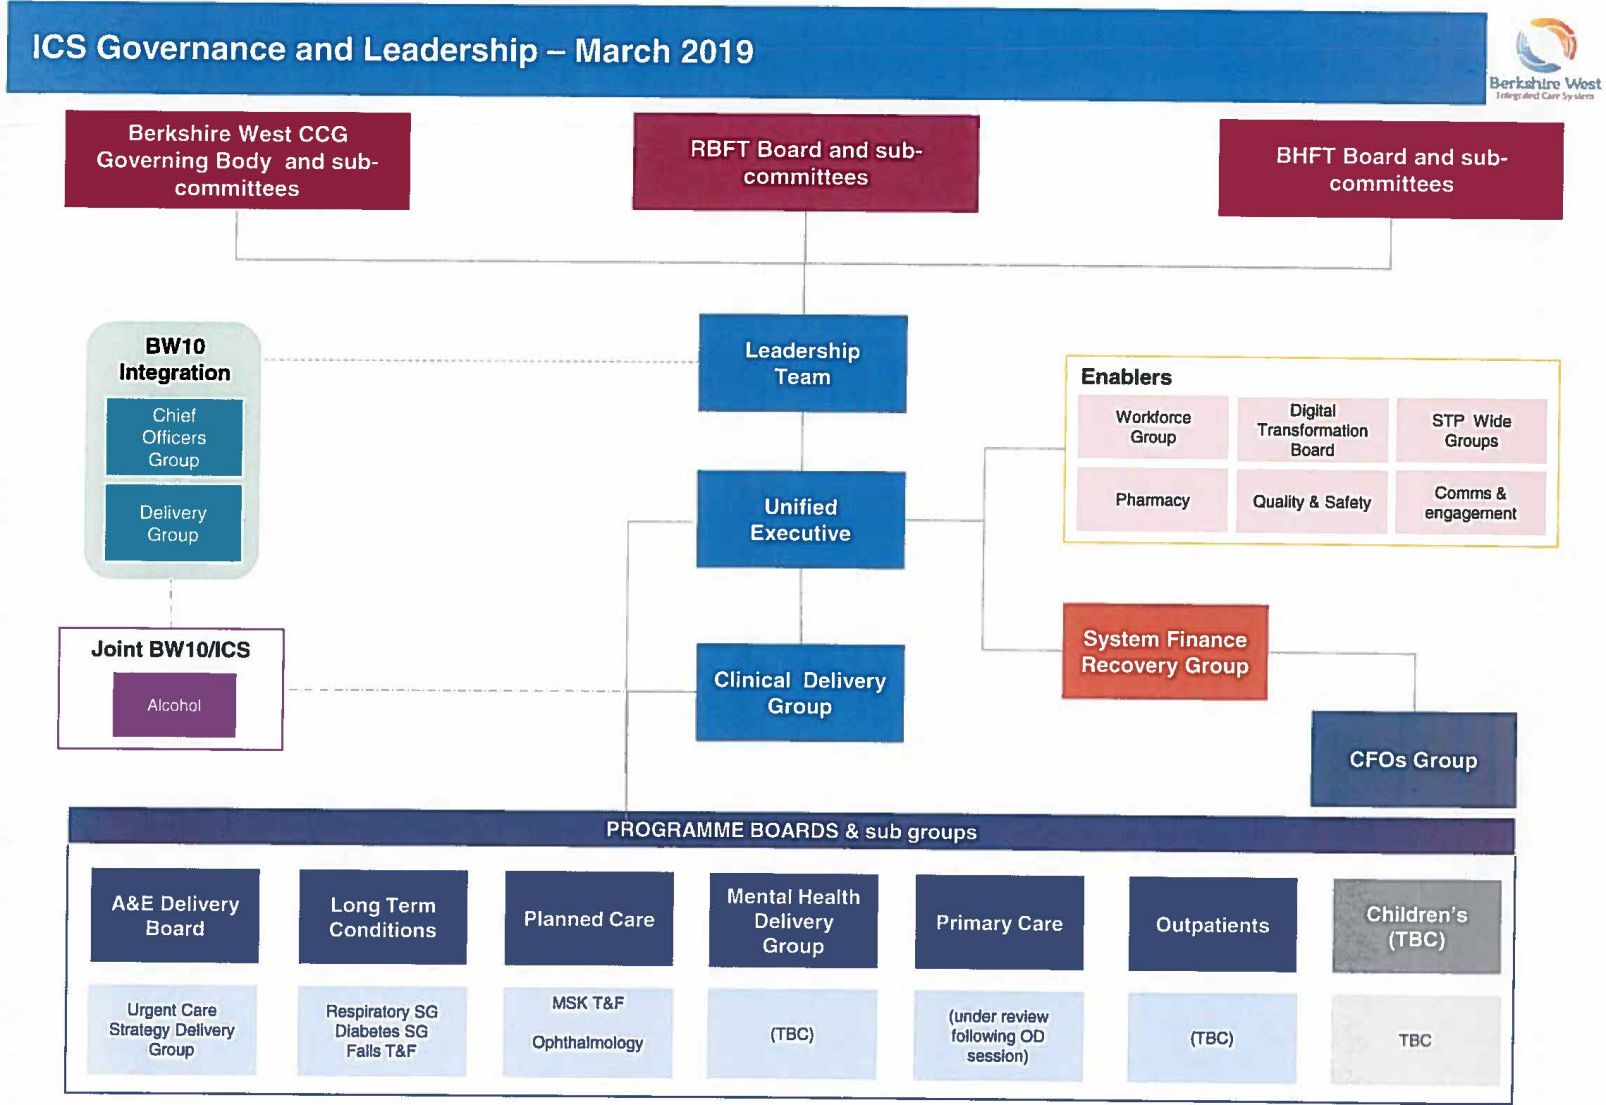 ICS Governance and Leadership – March 2019
Berkshire West
Integrated Care System
Berkshire West CCG
Governing Body and sub-
committees
RBFT Board and sub-
committees
BHFT Board and sub-
committees
BW10
Integration
Chief
Officers
Group
Delivery
Group
Leadership
Team
Enablers
Workforce
Group
Digital
Transformation
Board
STP Wide
Groups
Pharmacy
Quality & Safety
Comms &
engagement
Unified
Executive
Joint BW10/ICS
Alcohol
Clinical Delivery
Group
System Finance
Recovery Group
CFOs Group
PROGRAMME BOARDS & sub groups
A&E Delivery
Board
Long Term
Conditions
Planned Care
Mental Health
Delivery
Group
Primary Care
Outpatients
Children's
(TBC)
Urgent Care
Strategy Delivery
Group
Respiratory SG
Diabetes SG
Falls T&F
MSK T&F
Ophthalmology
(TBC)
(under review
following OD
session)
(TBC)
TBC